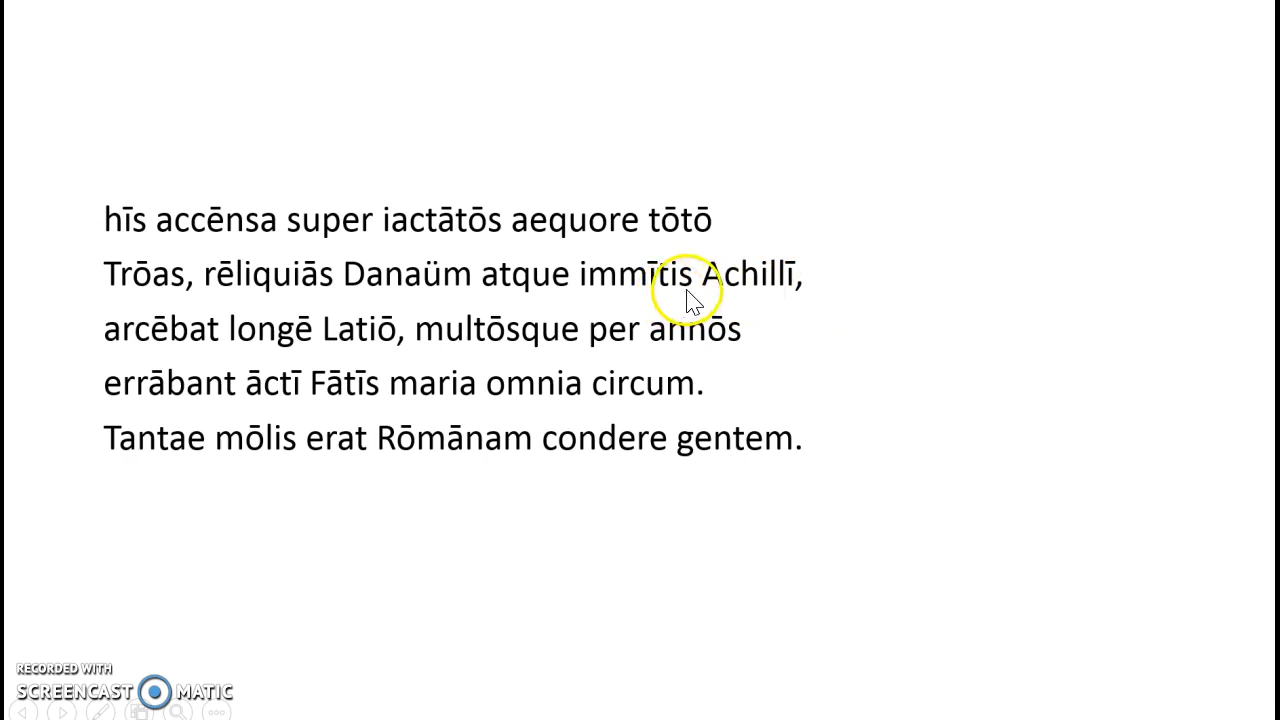 hīs accēnsa super iactātōs aequore tōtō
Trōas, rēliquiās Danaüm atque immītis Achillī,
arcēbat longē Latiō, multōsque per annōs
errābant āctī Fātīs maria omnia circum.
Tantae mōlis erat Rōmānam condere gentem.
RECORDED WITH
SCREENCAST MATIC